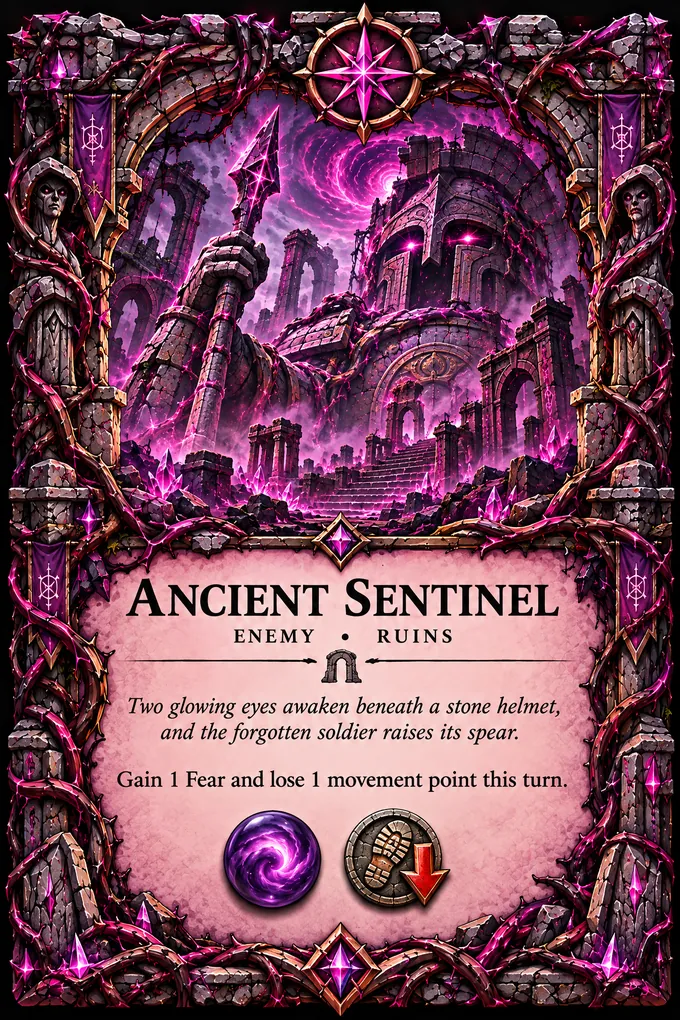 ANCIENT SENTINEL
ENEMY • RUINS
Two glowing eyes awaken beneath a stone helmet,
and the forgotten soldier raises its spear.
Gain 1 Fear and lose 1 movement point this turn.